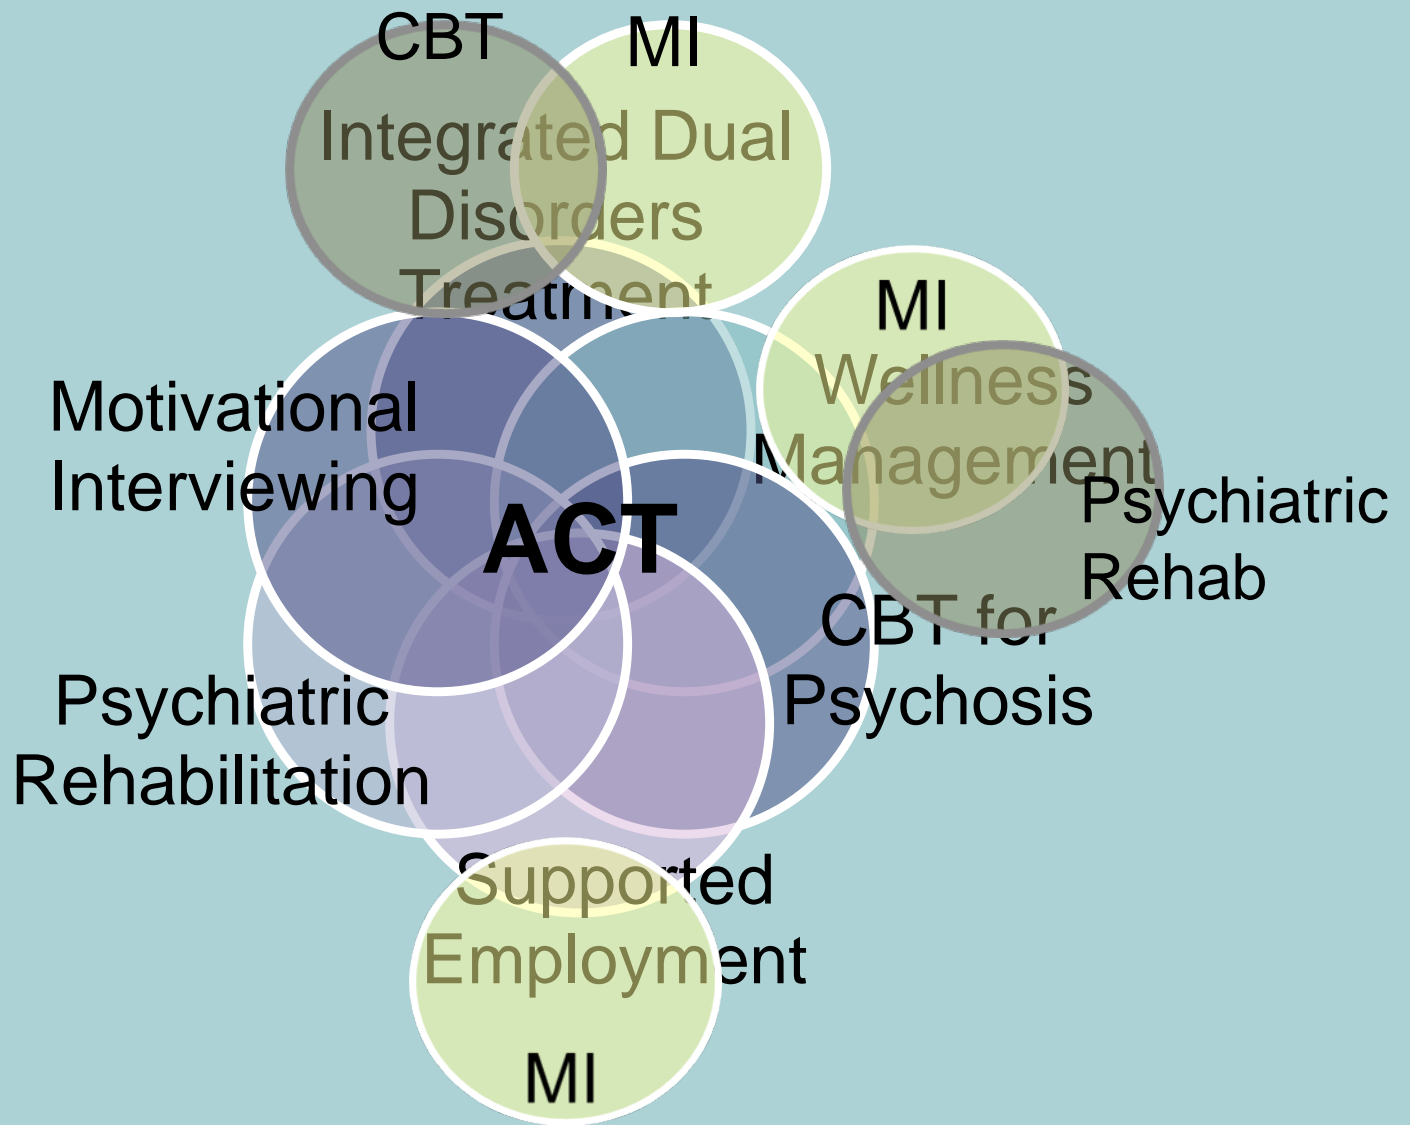 CBT
MI
Integrated Dual
Disorders
Treatment
MI
Wellness
Management
Motivational
Interviewing
Psychiatric
Rehab
ACT
CBT for
Psychosis
Psychiatric
Rehabilitation
Supported
Employment
MI